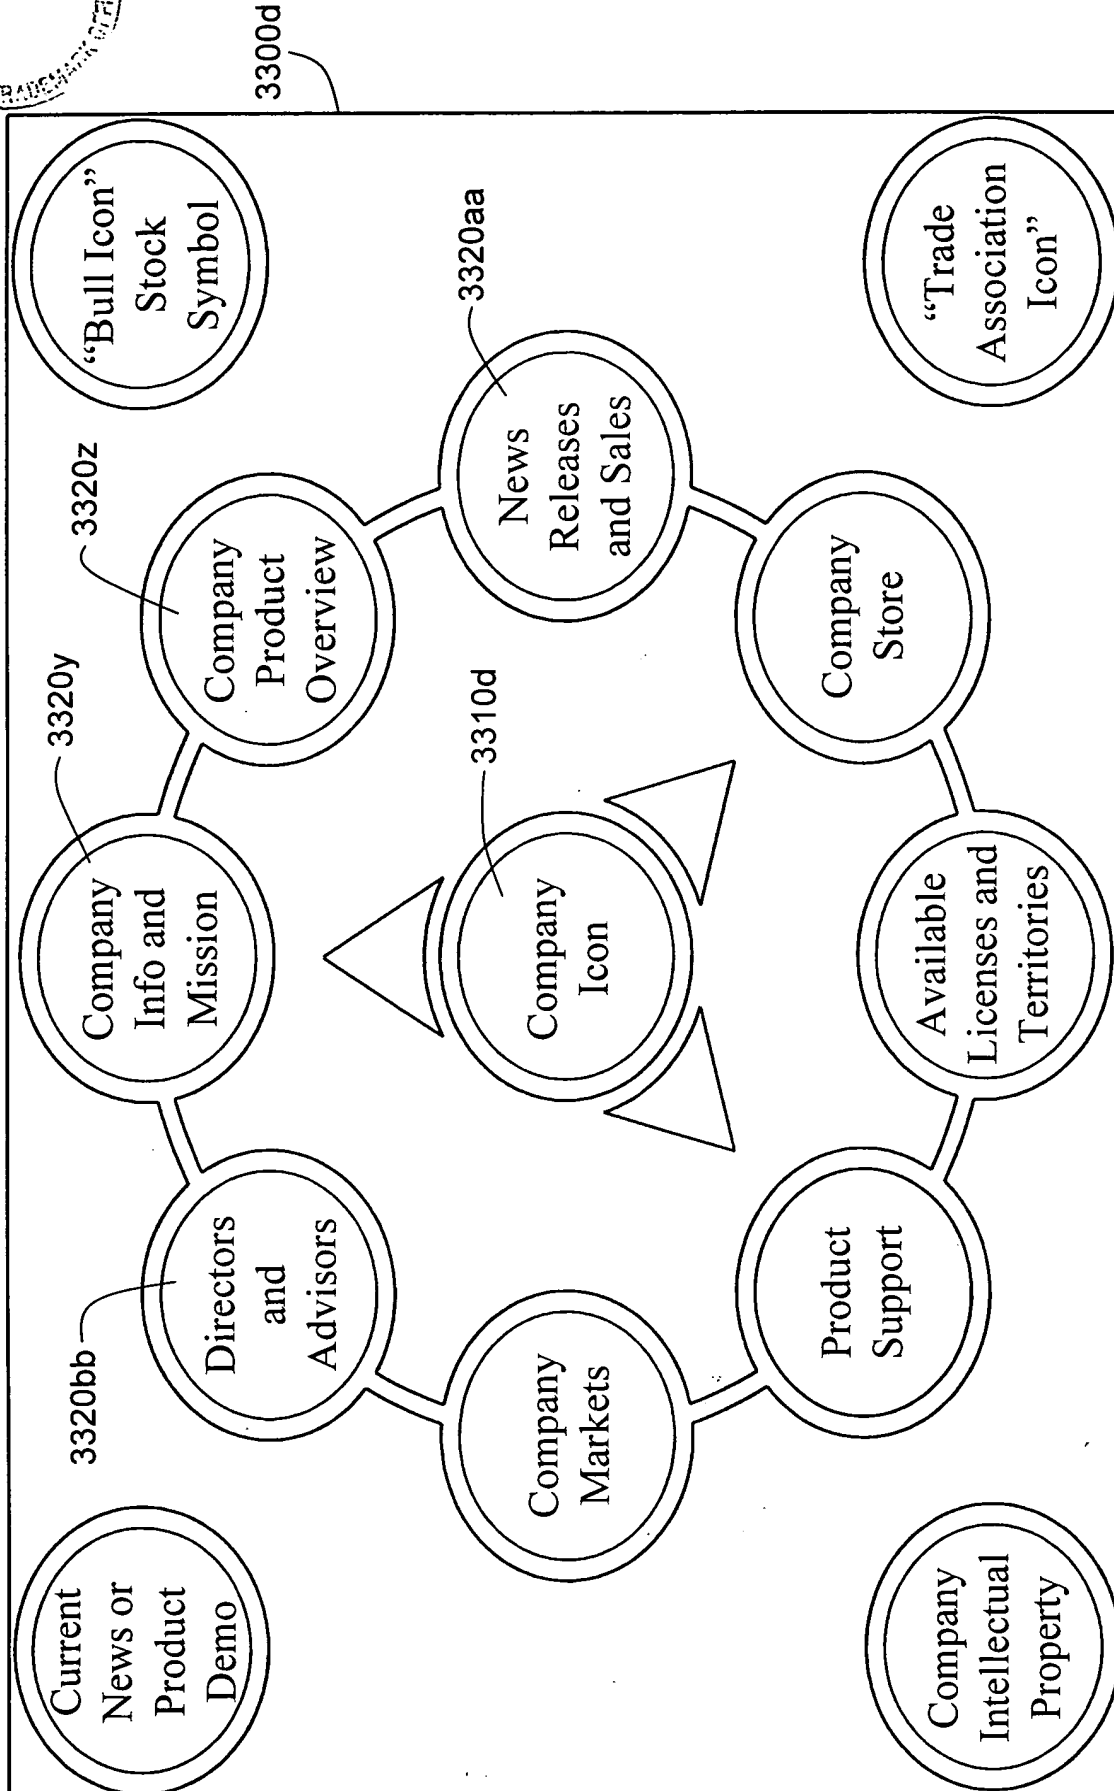 RADEMARK OFFI
3300d
Current
News or
Product
Demo
"Bull Icon"
Stock
Symbol
3320y
Company
Info and
Mission
3320bb
Directors
and
Advisors
3320z
Company
Product
Overview
Company
Markets
3310d
Company
Icon
3320aa
News
Releases
and Sales
Product
Support
Company
Store
Company
Intellectual
Property
Available
Licenses and
Territories
“Trade
Association
Icon”